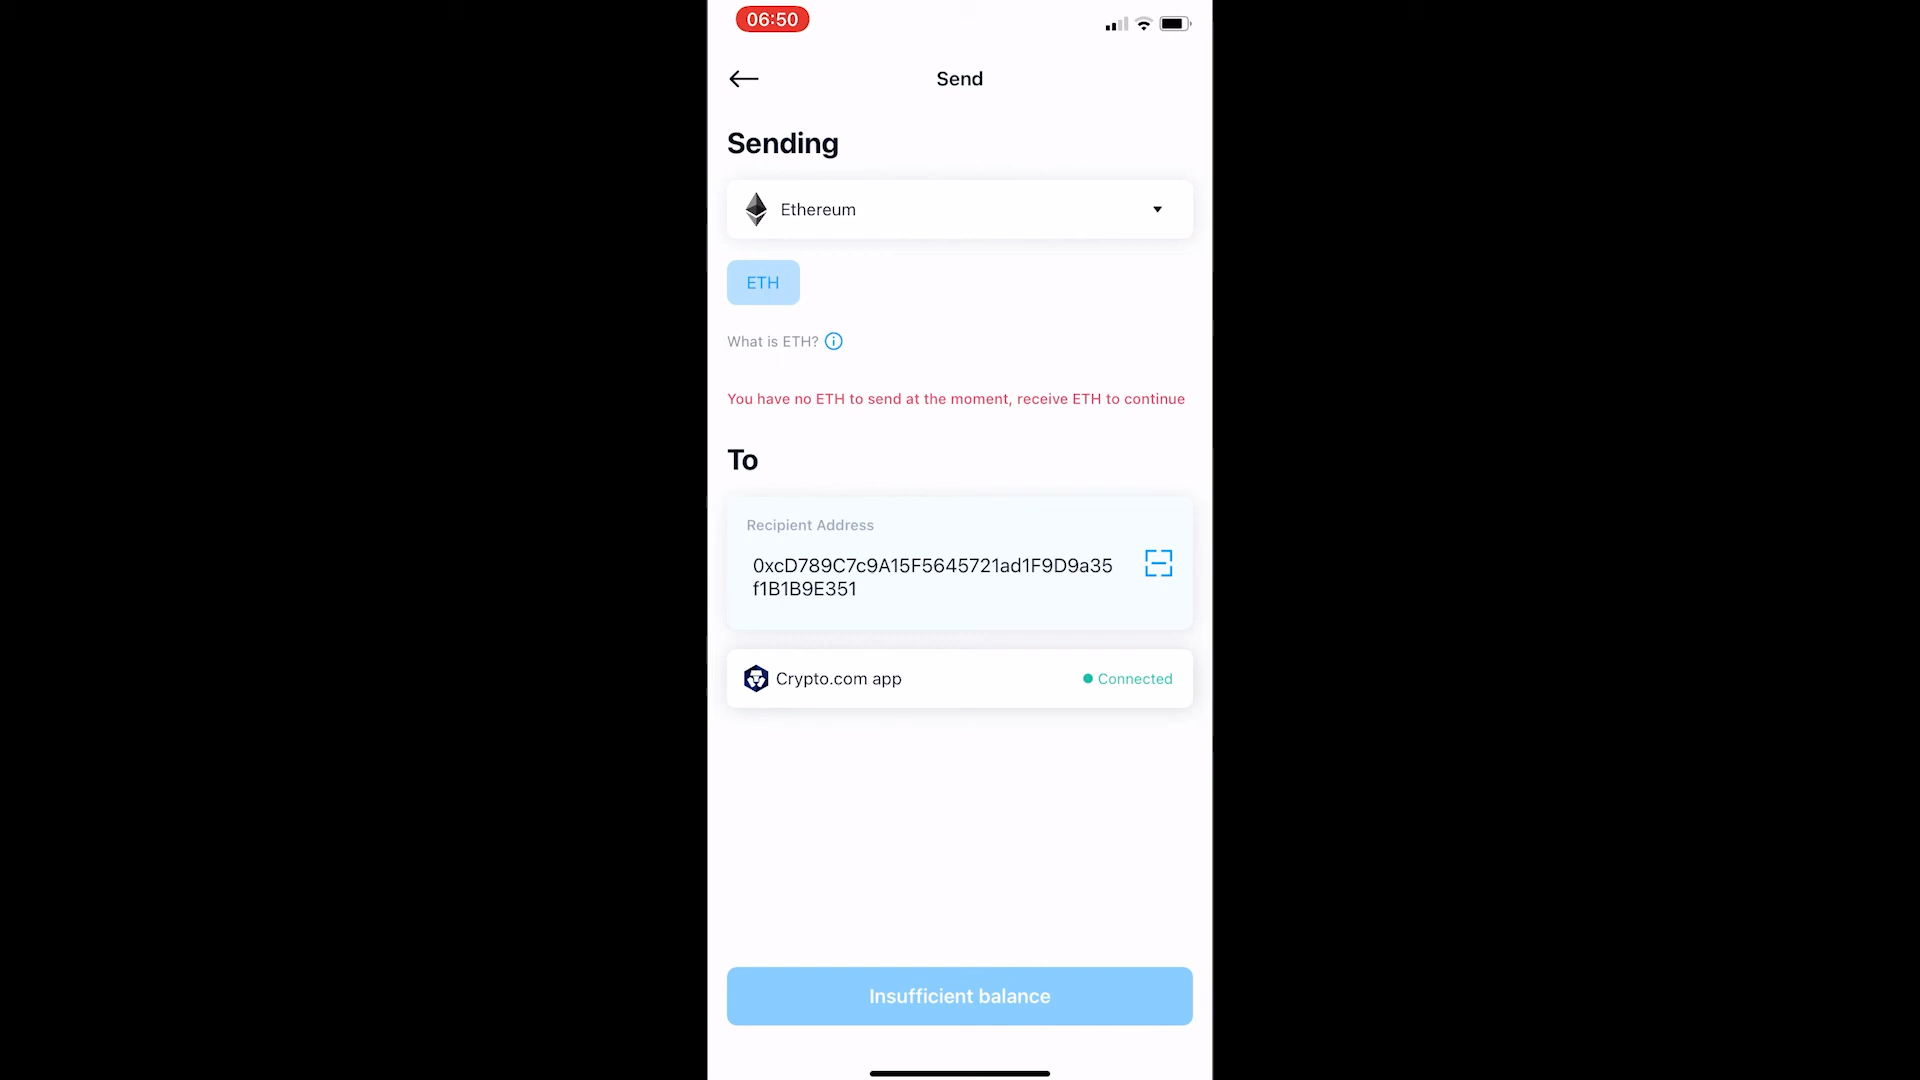 06:50
Send
Sending
Ethereum
ETH
What is ETH?
You have no ETH to send at the moment, receive ETH to continue
To
Recipient Address
0xcD789C7c9A15F5645721ad1F9D9a35
f1B1B9E351
Crypto.com app
Connected
Insufficient balance